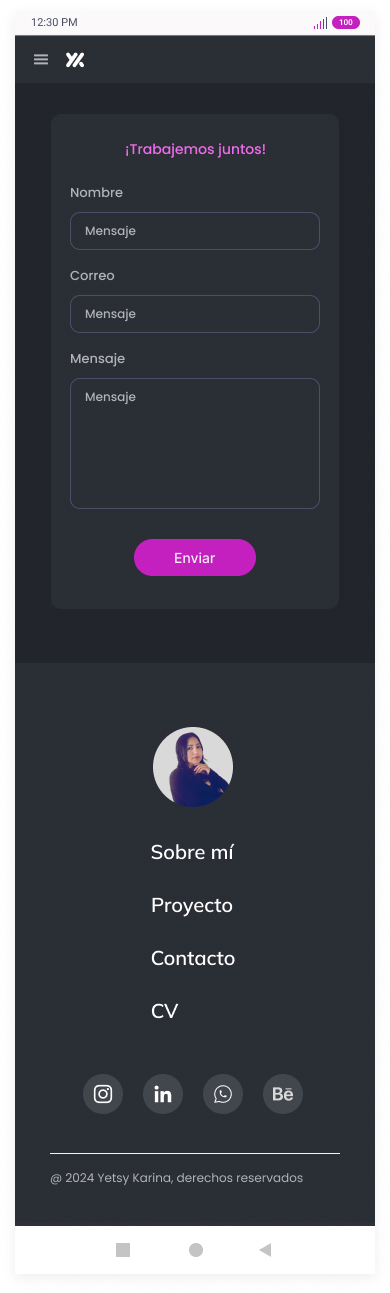 12:30 PM
100
¡Trabajemos juntos!
Nombre
Mensaje
Correo
Mensaje
Mensaje
Mensaje
Enviar
Sobre mí
Proyecto
Contacto
CV
in
Bē
@ 2024 Yetsy Karina, derechos reservados